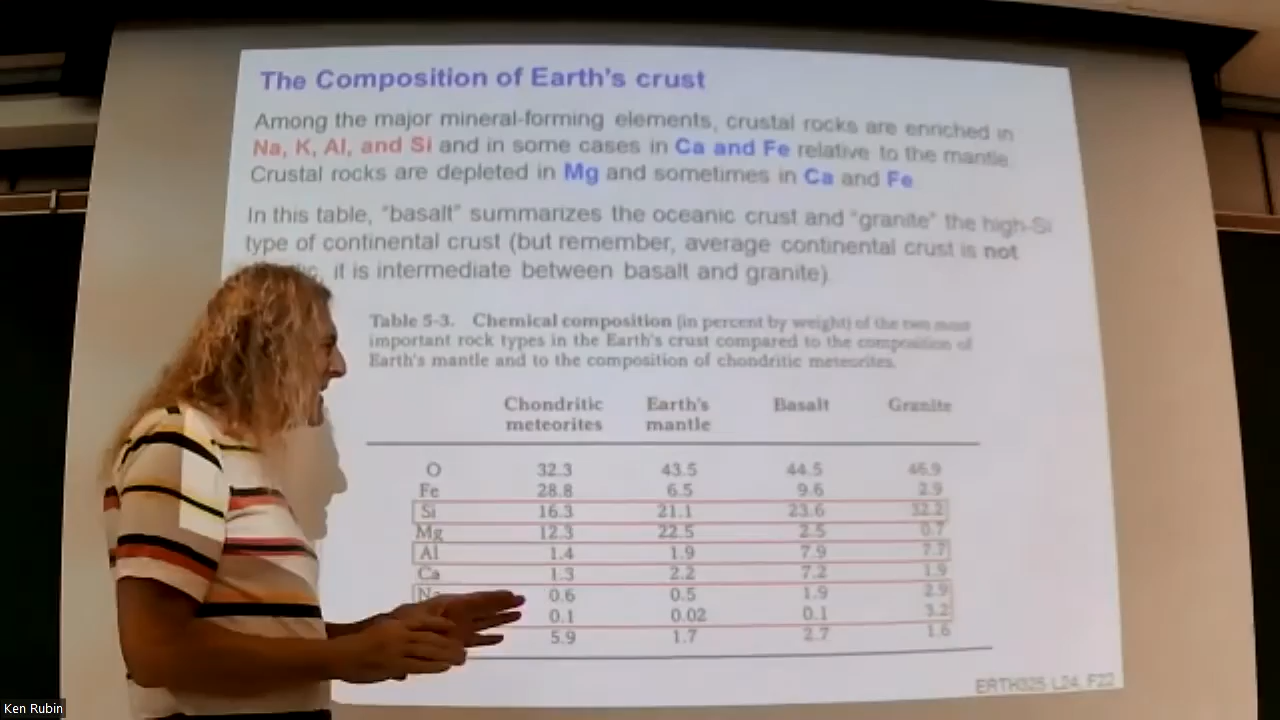 The Composition of Earth's crust
Among the major mineral-forming elements, crustal rocks are enriched in
Na, K, Al, and Si and in some cases in Ca and Fe relative to the mantle.
Crustal rocks are depleted in Mg and sometimes in Ca and Fe
In this table, "basalt" summarizes the oceanic crust and "granite" the high-Si
type of continental crust (but remember, average continental crust is not
it is intermediate between basalt and granite)
Table 5-3. Chemical composition (in percent by weight) of the two most
important rock types in the Earth's crust compared to the composition of
Earth's mantle and to the composition of chondritic meteorites.
Chondritic meteorites Earth's mantle Basalt Granite
O 32.3 43.5 44.5 46.9
Fe 28.8 6.5 9.6 2.9
Si 16.3 21.1 23.6 32.2
Mg 12.3 22.5 2.5 0.7
Al 1.4 1.9 7.9 7.7
Ca 1.3 2.2 7.2 1.9
0.6 0.5 1.9 2.9
0.1 0.02 0.1 3.2
5.9 1.7 2.7 1.6
ERTH325 L24, F22
Ken Rubin